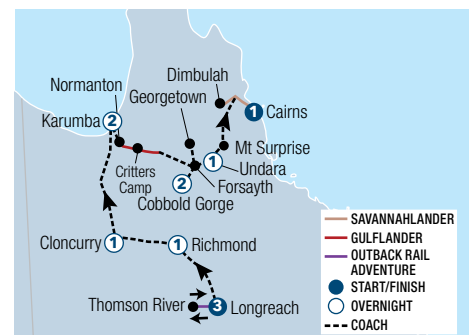 Dimbulah
Normanton
Georgetown
Karumba
2
1
Cairns
Mt Surprise
Critters
Camp
1
Undara
2
Forsayth
Cobbold Gorge
Cloncurry
1
1
Richmond
Thomson River
3
Longreach
SAVANNAHLANDER
GULFLANDER
OUTBACK RAIL
ADVENTURE
START/FINISH
OVERNIGHT
COACH